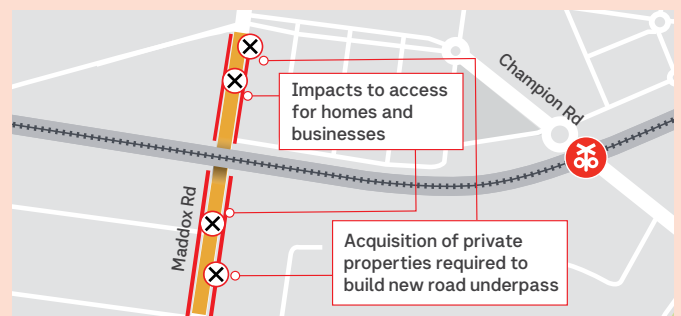 Champion Rd
Impacts to access
for homes and
businesses
Maddox Rd
Acquisition of private
properties required to
build new road underpass